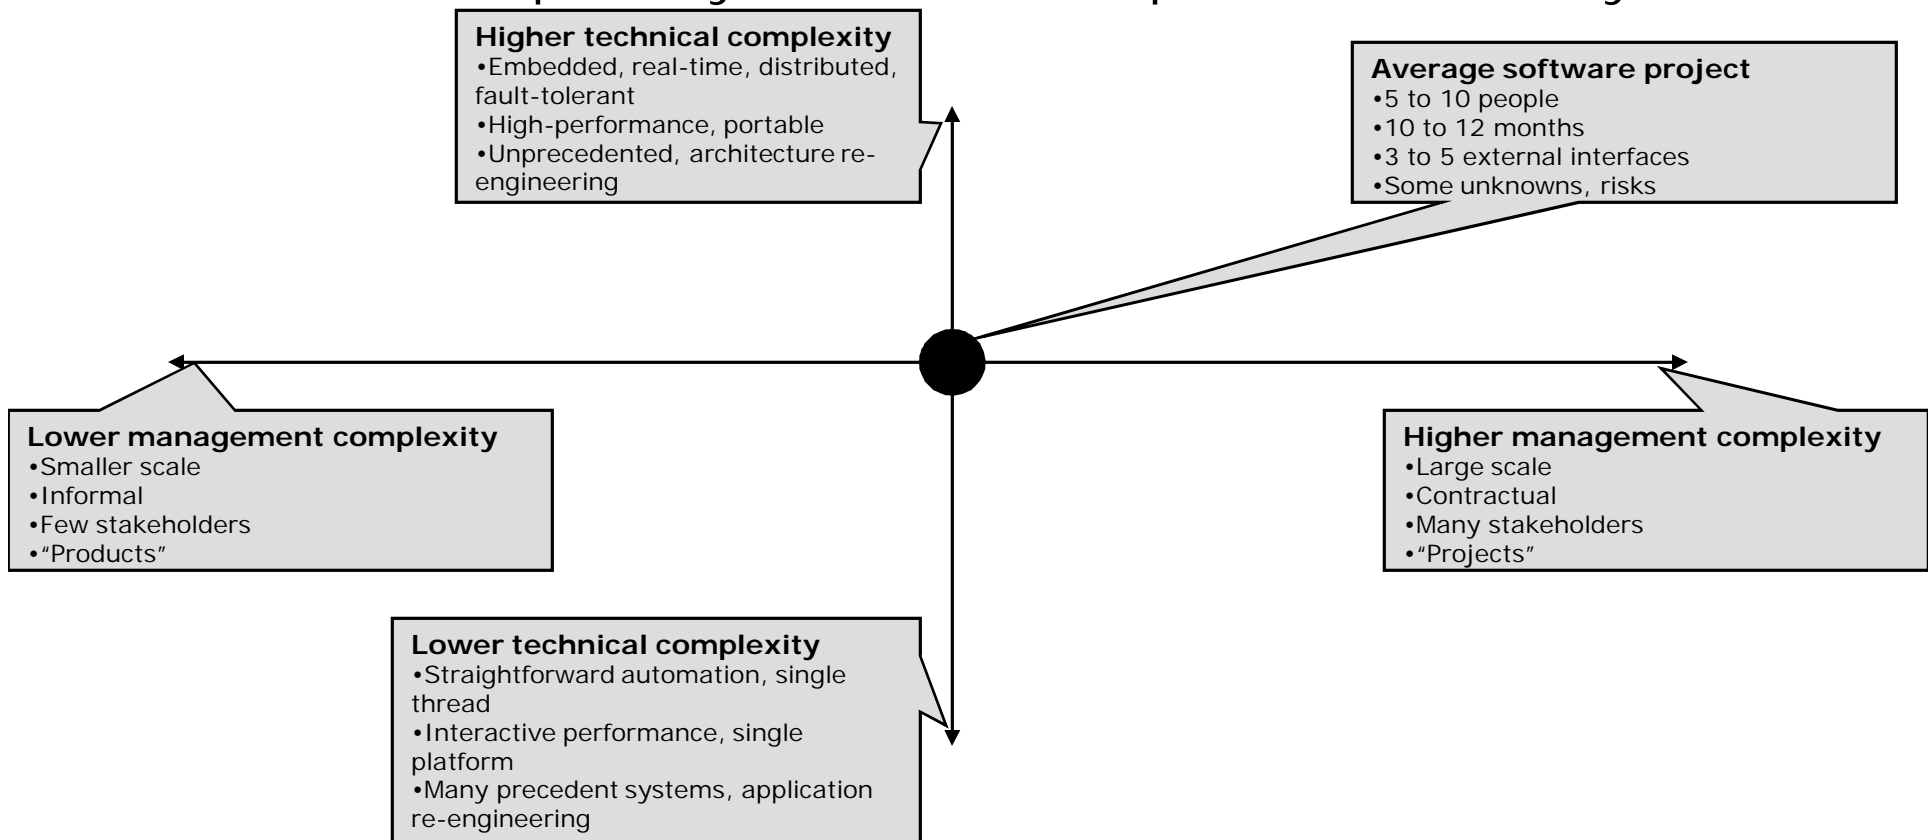 Higher technical complexity
•Embedded, real-time, distributed,
fault-tolerant
•High-performance, portable
•Unprecedented, architecture re-
engineering
Average software project
•5 to 10 people
•10 to 12 months
•3 to 5 external interfaces
•Some unknowns, risks
Lower management complexity
•Smaller scale
•Informal
•Few stakeholders
•“Products”
Higher management complexity
•Large scale
•Contractual
•Many stakeholders
•“Projects”
Lower technical complexity
•Straightforward automation, single
thread
•Interactive performance, single
platform
•Many precedent systems, application
re-engineering